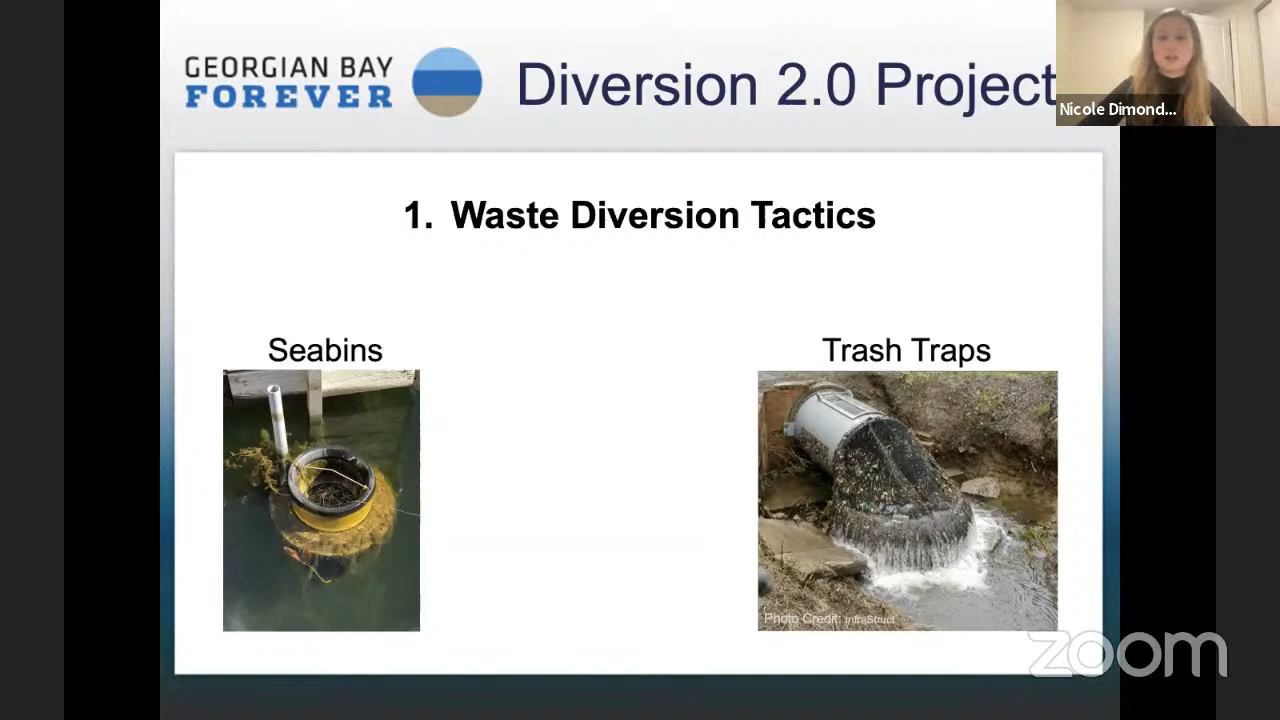 GEORGIAN BAY
FOREVER
Diversion 2.0 Project
Nicole Dimond...
1. Waste Diversion Tactics
Seabins
Trash Traps
Photo Credit: InfraStruct
zoom